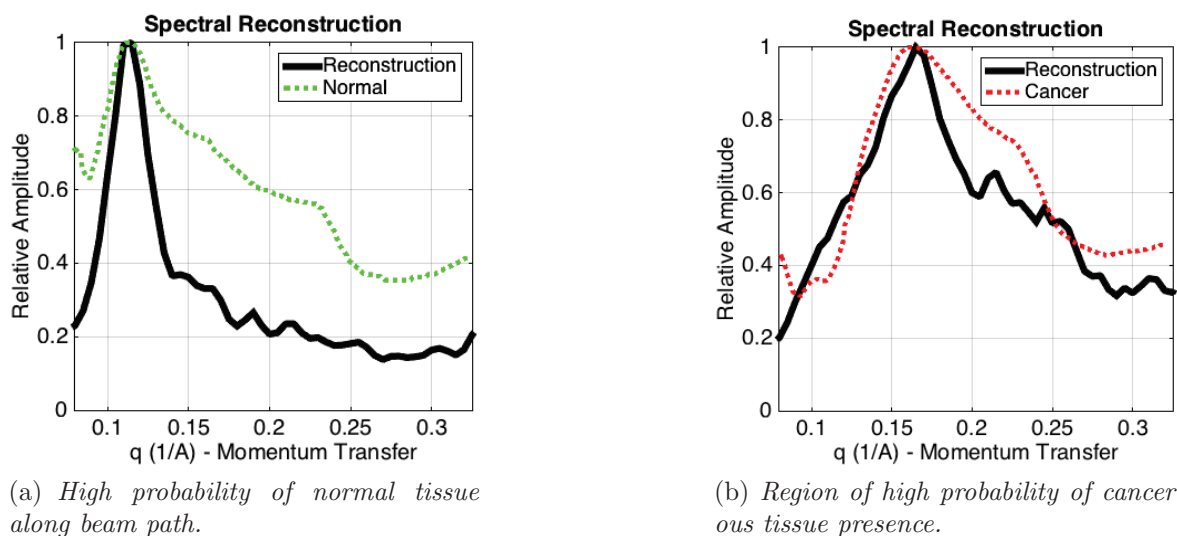 Spectral Reconstruction
Reconstruction
Normal
Relative Amplitude
1
0.8
0.6
0.4
0.2
0
0.1
0.15
0.2
0.25
0.3
q (1/A) - Momentum Transfer
(a) High probability of normal tissue
along beam path.
Spectral Reconstruction
Reconstruction
Cancer
Relative Amplitude
1
0.8
0.6
0.4
0.2
0
0.1
0.15
0.2
0.25
0.3
q (1/A) - Momentum Transfer
(b) Region of high probability of cancer
ous tissue presence.